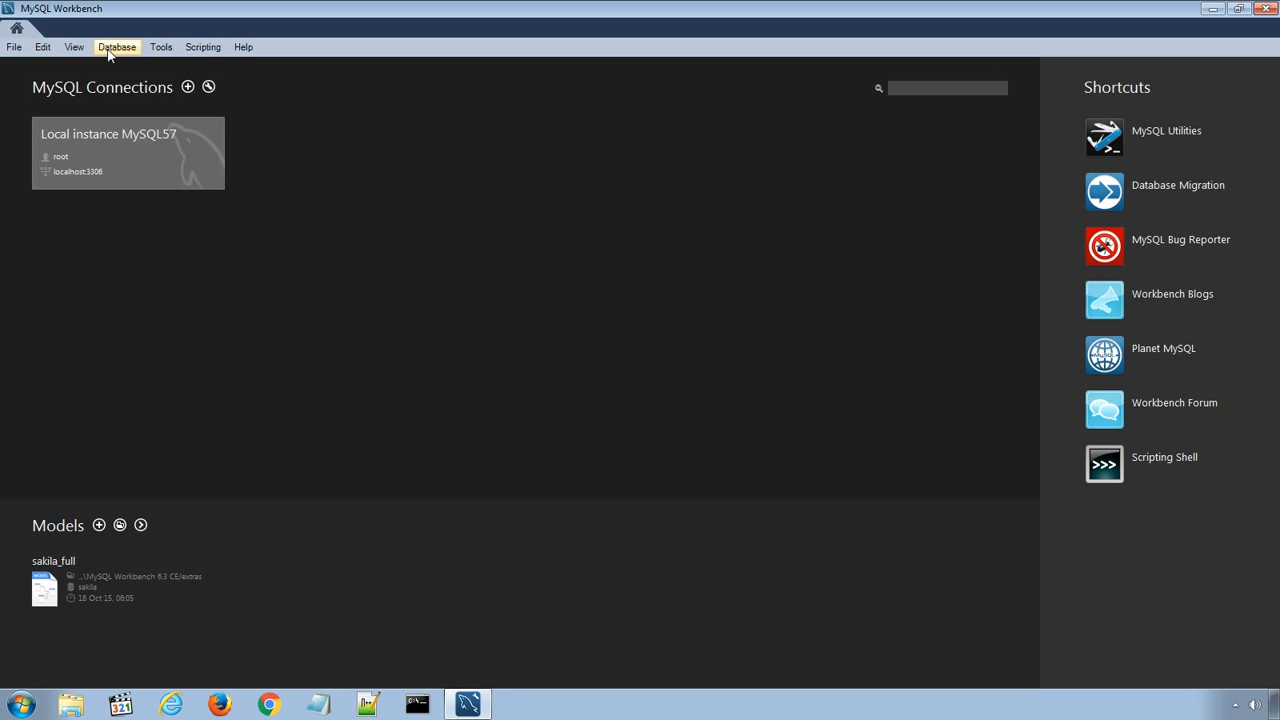 MySQL Workbench
File Edit View Database Tools Scripting Help
MySQL Connections
Local instance MySQL57
root
localhost:3306
Shortcuts
MySQL Utilities
Database Migration
MySQL Bug Reporter
Workbench Blogs
Planet MySQL
Workbench Forum
Scripting Shell
Models
sakila_full
...\MySQL Workbench 6.3 CE/extras
sakila
18 Oct 15, 06:05